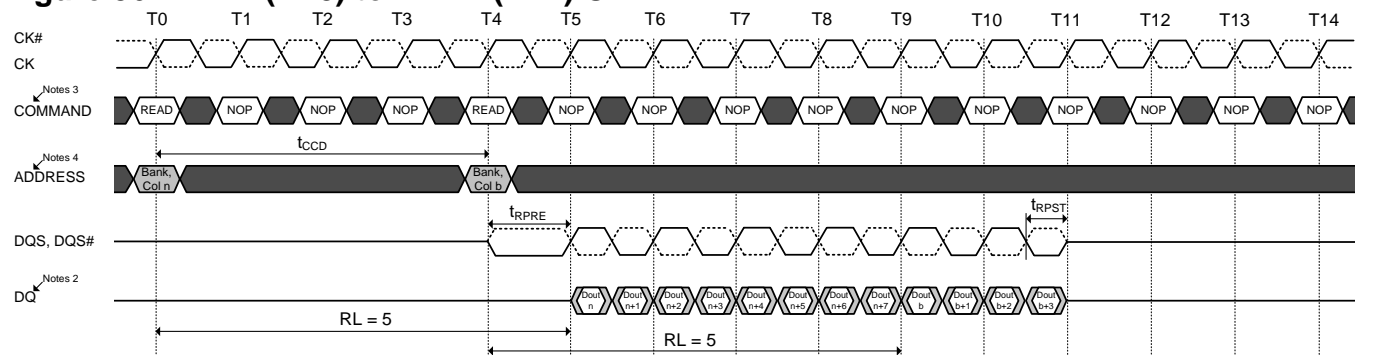 T0 T1 T2 T3 T4 T5 T6 T7 T8 T9 T10 T11 T12 T13 T14
CK#
CK
Notes 3
COMMAND READ NOP NOP NOP READ NOP NOP NOP NOP NOP NOP NOP NOP NOP NOP
tCCD
Notes 4
ADDRESS Bank, Col n Bank, Col b
tRPRE tRPST
DQS, DQS#
Notes 2
DQ Dout n Dout n+1 Dout n+2 Dout n+3 Dout n+4 Dout n+5 Dout n+6 Dout n+7 Dout b Dout b+1 Dout b+2 Dout b+3
RL = 5
RL = 5